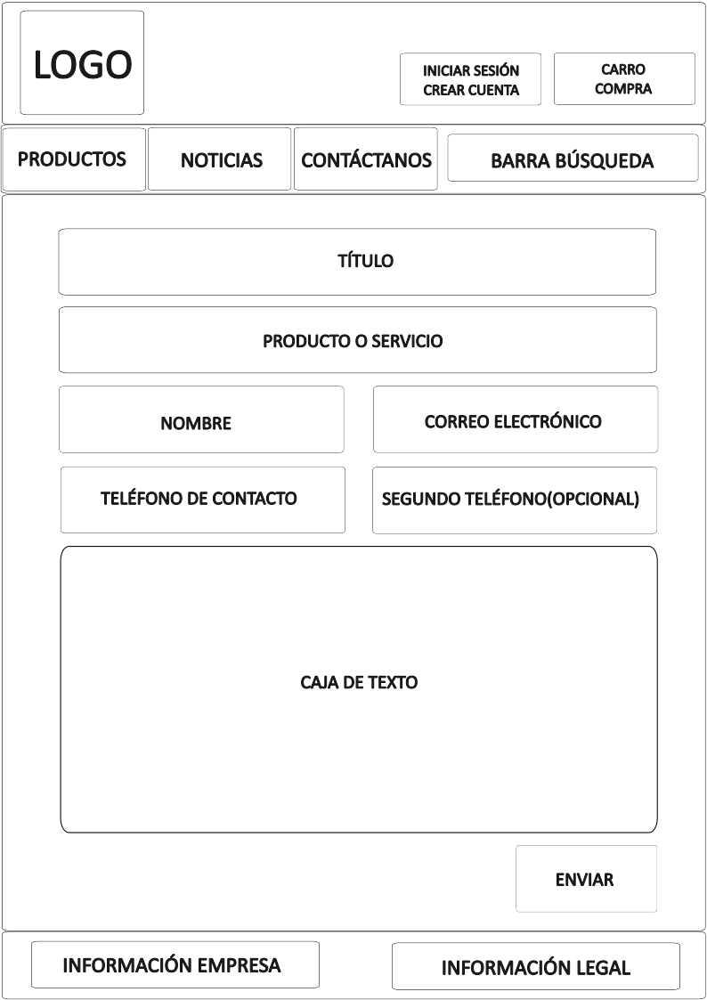 LOGO
INICIAR SESIÓN
CREAR CUENTA
CARRO
COMPRA
PRODUCTOS
NOTICIAS
CONTÁCTANOS
BARRA BÚSQUEDA
TÍTULO
PRODUCTO O SERVICIO
NOMBRE
CORREO ELECTRÓNICO
TELÉFONO DE CONTACTO
SEGUNDO TELÉFONO(OPCIONAL)
CAJA DE TEXTO
ENVIAR
INFORMACIÓN EMPRESA
INFORMACIÓN LEGAL